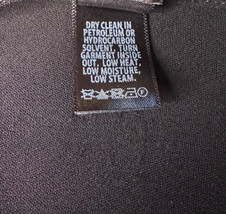 DRY CLEAN IN
PETROLEUM OR
HYDROCARBON
SOLVENT. TURN
GARMENT INSIDE
OUT. LOW HEAT,
LOW MOISTURE,
LOW STEAM.
F